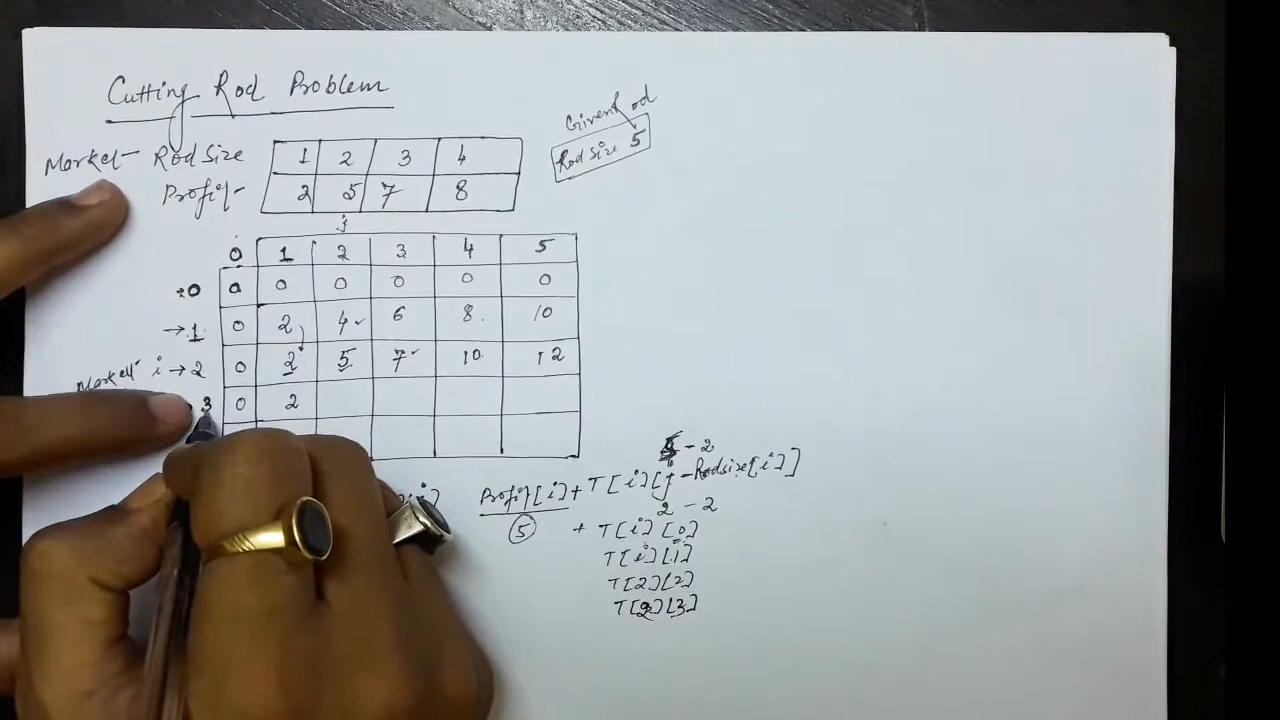 Cutting Rod Problem
Given Rod
Rod size 5
Market- Rod Size 1 2 3 4
Profit- 2 5 7 8
j
0 1 2 3 4 5
→0 0 0 0 0 0 0
→1 0 2 4 6 8 10
Market i → 2 0 2 5 7 10 12
3 0 2
5 - 2
Profit[i] + T[i][j - Rodsize[i]]
2 - 2
5 + T[i][0]
T[i][1]
T[2][2]
T[2][3]